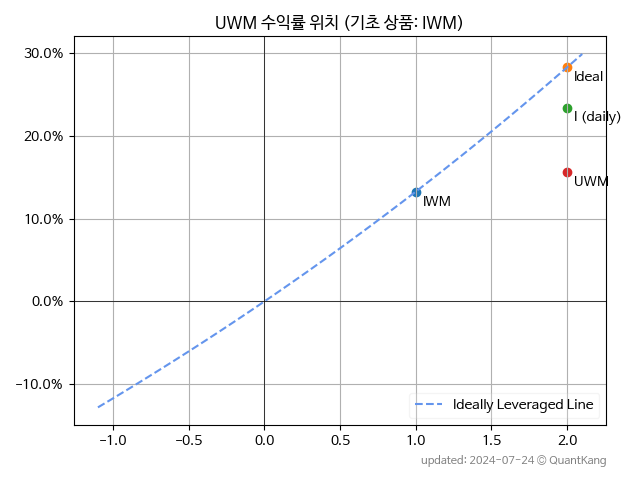 UWM 수익률 위치 (기초 상품: IWM)
30.0%
20.0%
10.0%
0.0%
−10.0%
Ideal
I (daily)
UWM
IWM
Ideally Leveraged Line
−1.0 −0.5 0.0 0.5 1.0 1.5 2.0
updated: 2024-07-24 © QuantKang